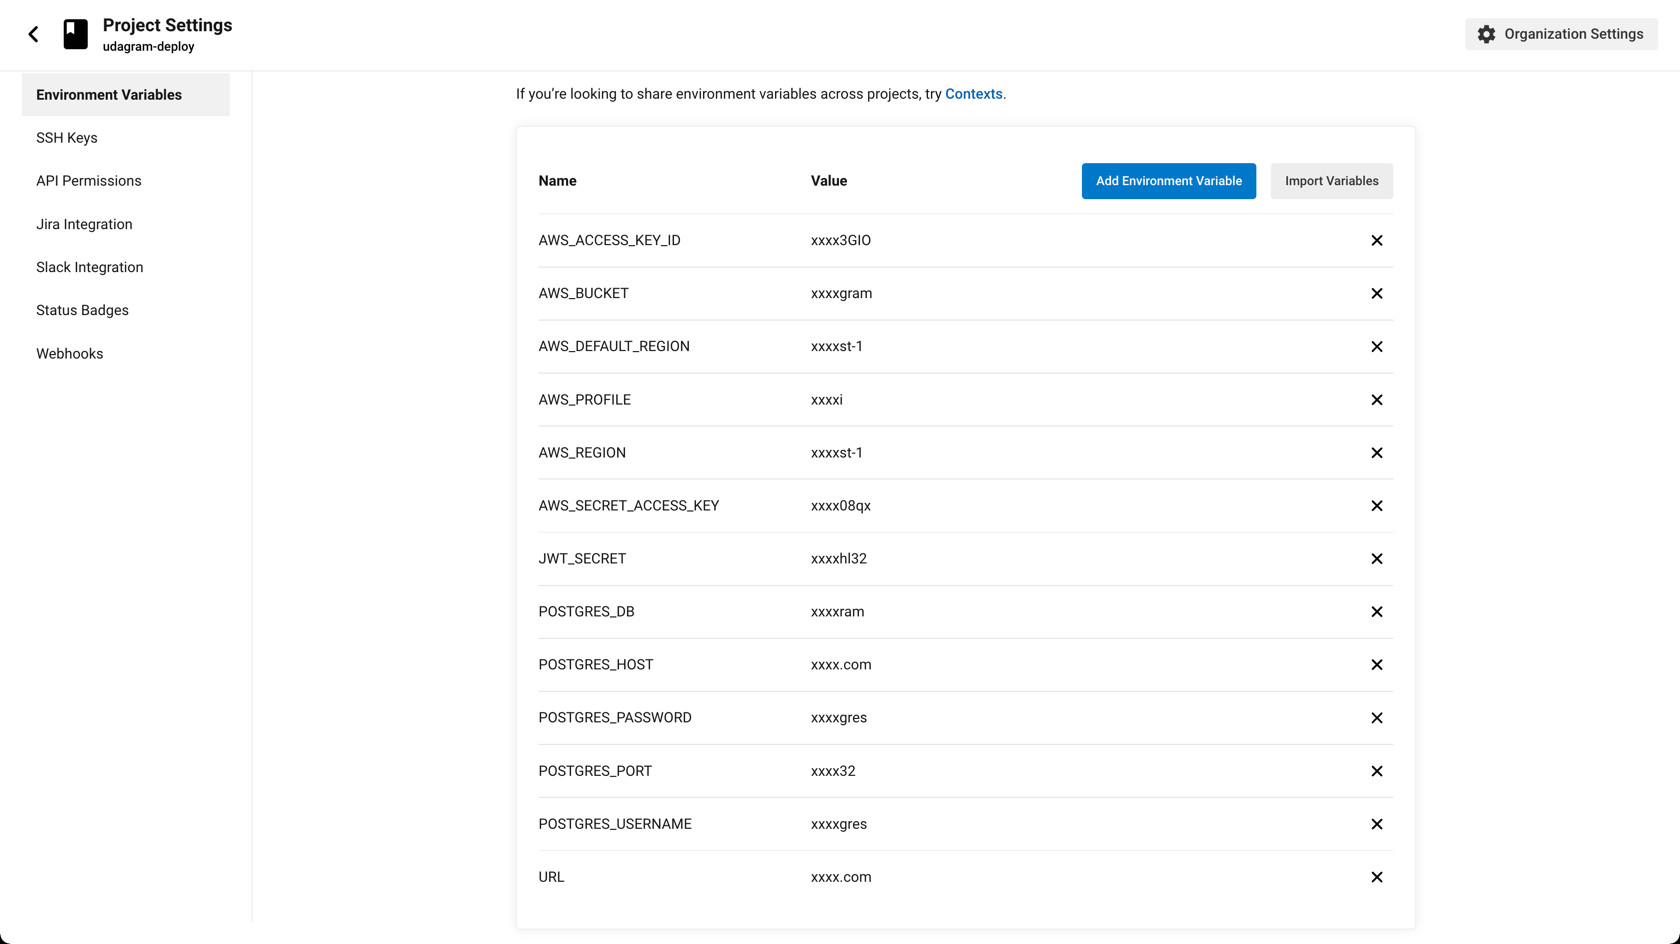 Project Settings
udagram-deploy
Organization Settings
Environment Variables
SSH Keys
API Permissions
Jira Integration
Slack Integration
Status Badges
Webhooks
If you’re looking to share environment variables across projects, try Contexts.
Name Value Add Environment Variable Import Variables
AWS_ACCESS_KEY_ID xxxx3GIO
AWS_BUCKET xxxxgram
AWS_DEFAULT_REGION xxxxst-1
AWS_PROFILE xxxxi
AWS_REGION xxxxst-1
AWS_SECRET_ACCESS_KEY xxxx08qx
JWT_SECRET xxxxhl32
POSTGRES_DB xxxxram
POSTGRES_HOST xxxx.com
POSTGRES_PASSWORD xxxxgres
POSTGRES_PORT xxxx32
POSTGRES_USERNAME xxxxgres
URL xxxx.com